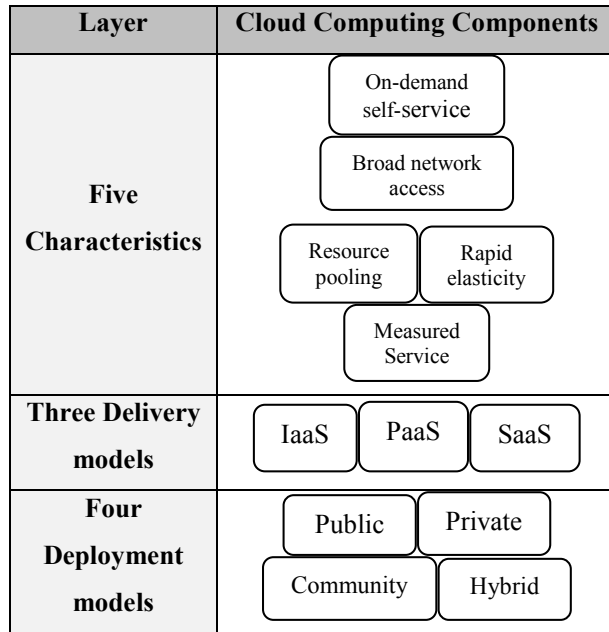 Layer
Cloud Computing Components
Five
Characteristics
On-demand
self-service
Broad network
access
Resource
pooling
Rapid
elasticity
Measured
Service
Three Delivery
models
IaaS
PaaS
SaaS
Four
Deployment
models
Public
Private
Community
Hybrid